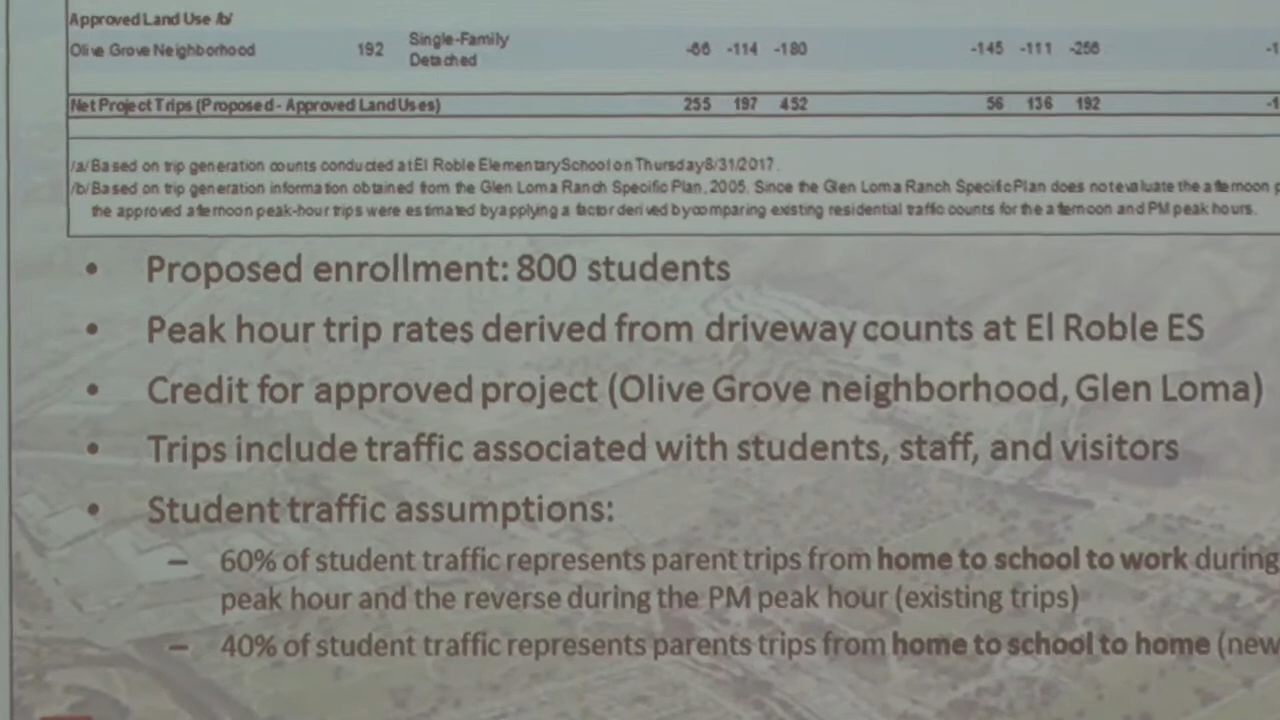 Approved Land Use /b/
Olive Grove Neighborhood 192 Single-Family Detached -66 -114 -180 -145 -111 -256 -1
Net Project Trips (Proposed - Approved Land Uses) 255 197 452 56 136 192 -1
/a/ Based on trip generation counts conducted at El Roble Elementary School on Thursday 8/31/2017.
/b/ Based on trip generation information obtained from the Glen Loma Ranch Specific Plan, 2005. Since the Glen Loma Ranch Specific Plan does not evaluate the afternoon p
the approved afternoon peak-hour trips were estimated by applying a factor derived by comparing existing residential traffic counts for the afternoon and PM peak hours.
• Proposed enrollment: 800 students
• Peak hour trip rates derived from driveway counts at El Roble ES
• Credit for approved project (Olive Grove neighborhood, Glen Loma)
• Trips include traffic associated with students, staff, and visitors
• Student traffic assumptions:
– 60% of student traffic represents parent trips from home to school to work during
peak hour and the reverse during the PM peak hour (existing trips)
– 40% of student traffic represents parents trips from home to school to home (new